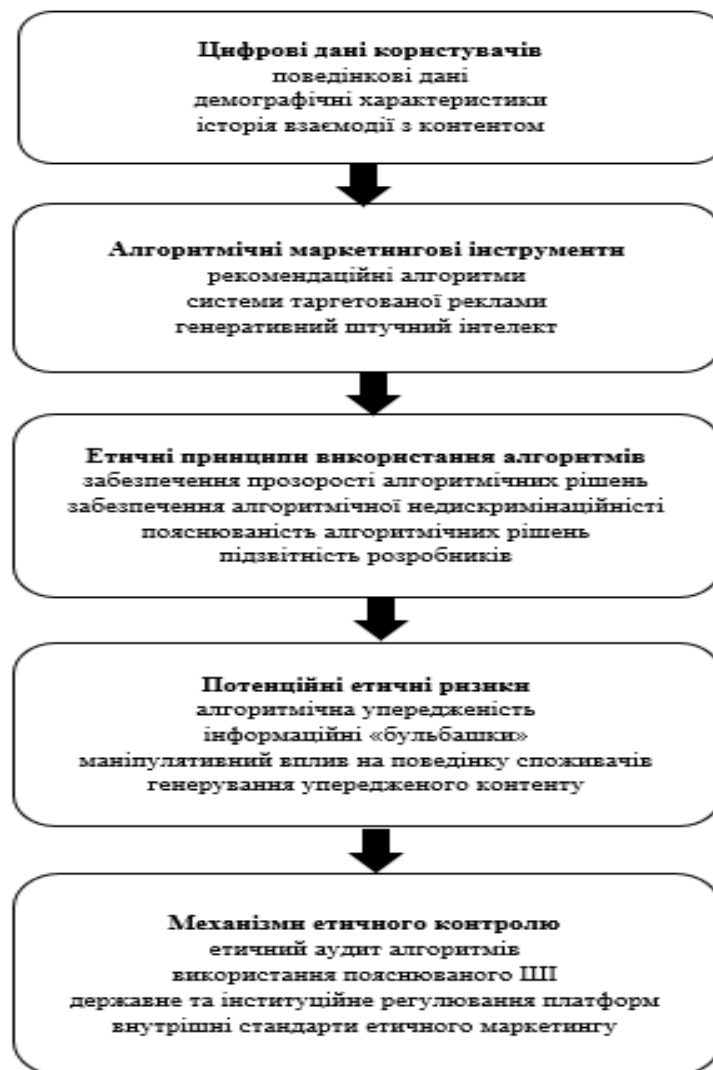 Цифрові дані користувачів
поведінкові дані
демографічні характеристики
історія взаємодії з контентом
Алгоритмічні маркетингові інструменти
рекомендаційні алгоритми
системи таргетованої реклами
генеративний штучний інтелект
Етичні принципи використання алгоритмів
забезпечення прозорості алгоритмічних рішень
забезпечення алгоритмічної недискримінаційності
пояснюваність алгоритмічних рішень
підзвітність розробників
Потенційні етичні ризики
алгоритмічна упередженість
інформаційні «бульбашки»
маніпулятивний вплив на поведінку споживачів
генерування упередженого контенту
Механізми етичного контролю
етичний аудит алгоритмів
використання пояснюваного ШІ
державне та інституційне регулювання платформ
внутрішні стандарти етичного маркетингу